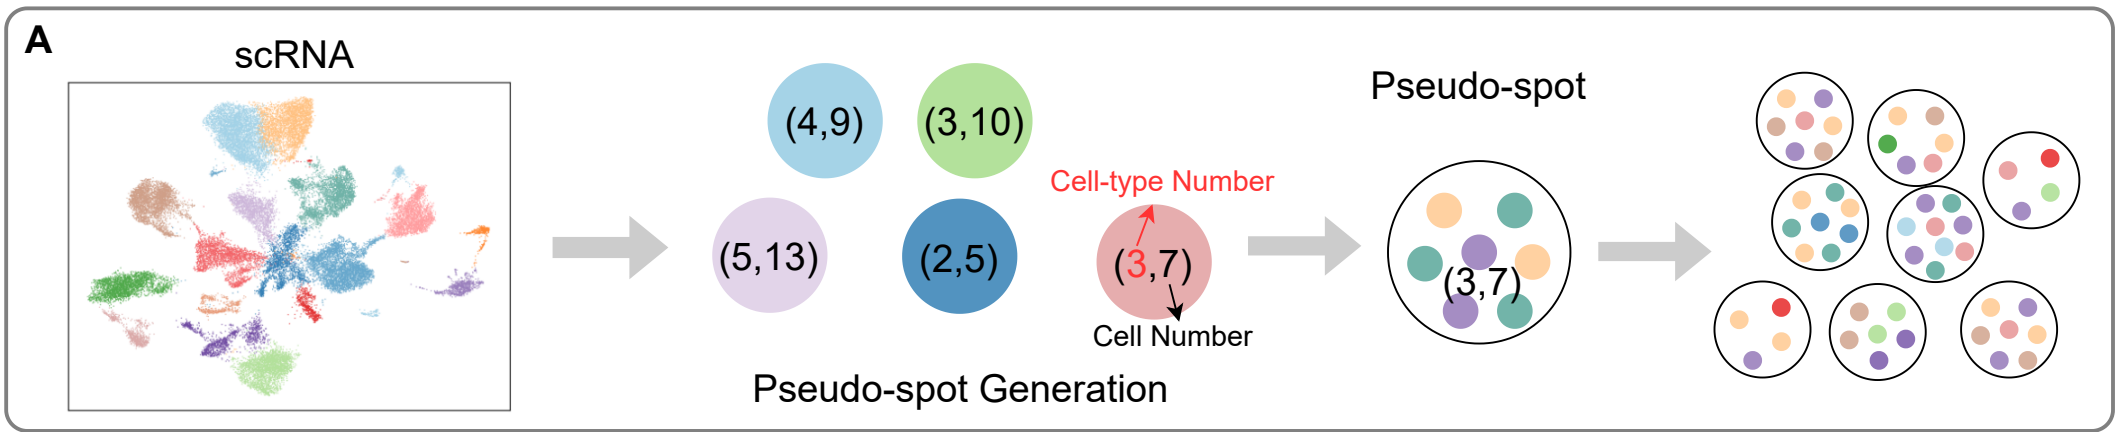 A
scRNA
(4,9)
(3,10)
(5,13)
(2,5)
Cell-type Number
(3,7)
Cell Number
Pseudo-spot Generation
Pseudo-spot
(3,7)